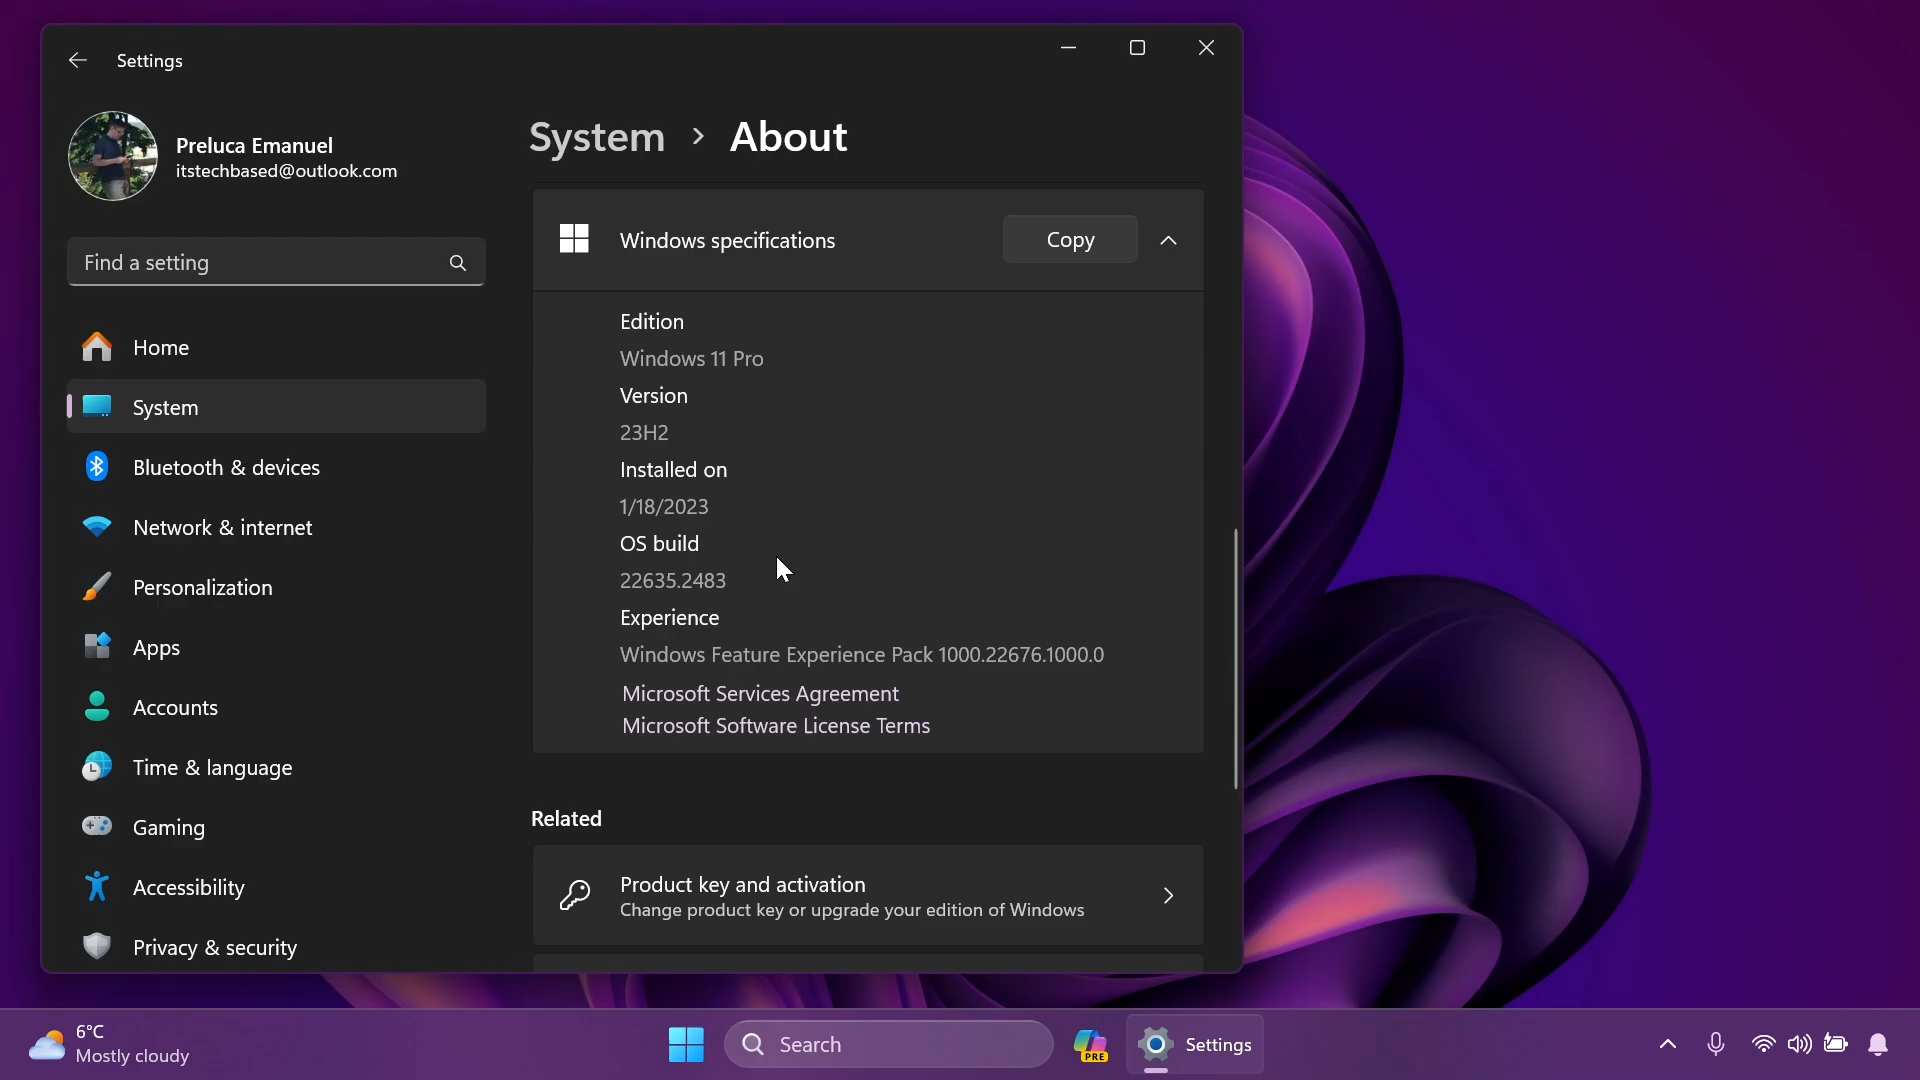 Settings
Preluca Emanuel
itstechbased@outlook.com
Find a setting
Home
System
Bluetooth & devices
Network & internet
Personalization
Apps
Accounts
Time & language
Gaming
Accessibility
Privacy & security
System > About
Windows specifications
Copy
Edition
Windows 11 Pro
Version
23H2
Installed on
1/18/2023
OS build
22635.2483
Experience
Windows Feature Experience Pack 1000.22676.1000.0
Microsoft Services Agreement
Microsoft Software License Terms
Related
Product key and activation
Change product key or upgrade your edition of Windows
6°C
Mostly cloudy
Search
PRE
Settings